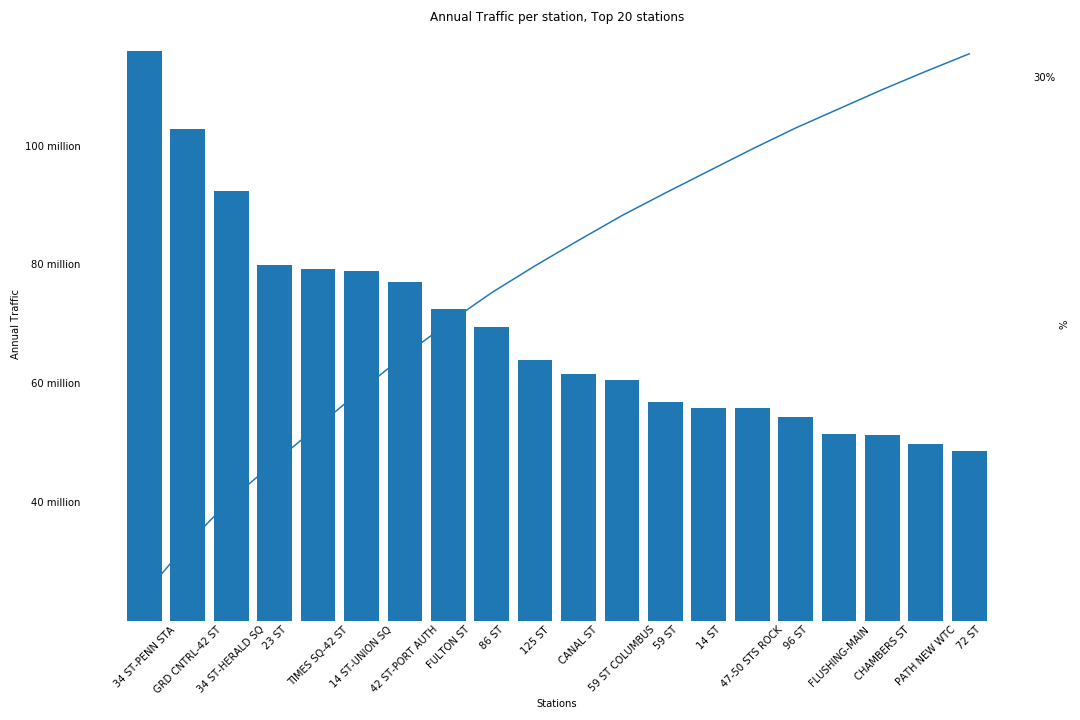 Annual Traffic per station, Top 20 stations
30%
100 million
80 million
60 million
40 million
Annual Traffic
%
34 ST-PENN STA
GRD CNTRL-42 ST
34 ST-HERALD SQ
23 ST
TIMES SQ-42 ST
14 ST-UNION SQ
42 ST-PORT AUTH
FULTON ST
86 ST
125 ST
CANAL ST
59 ST COLUMBUS
59 ST
14 ST
47-50 STS ROCK
96 ST
FLUSHING-MAIN
CHAMBERS ST
PATH NEW WTC
72 ST
Stations